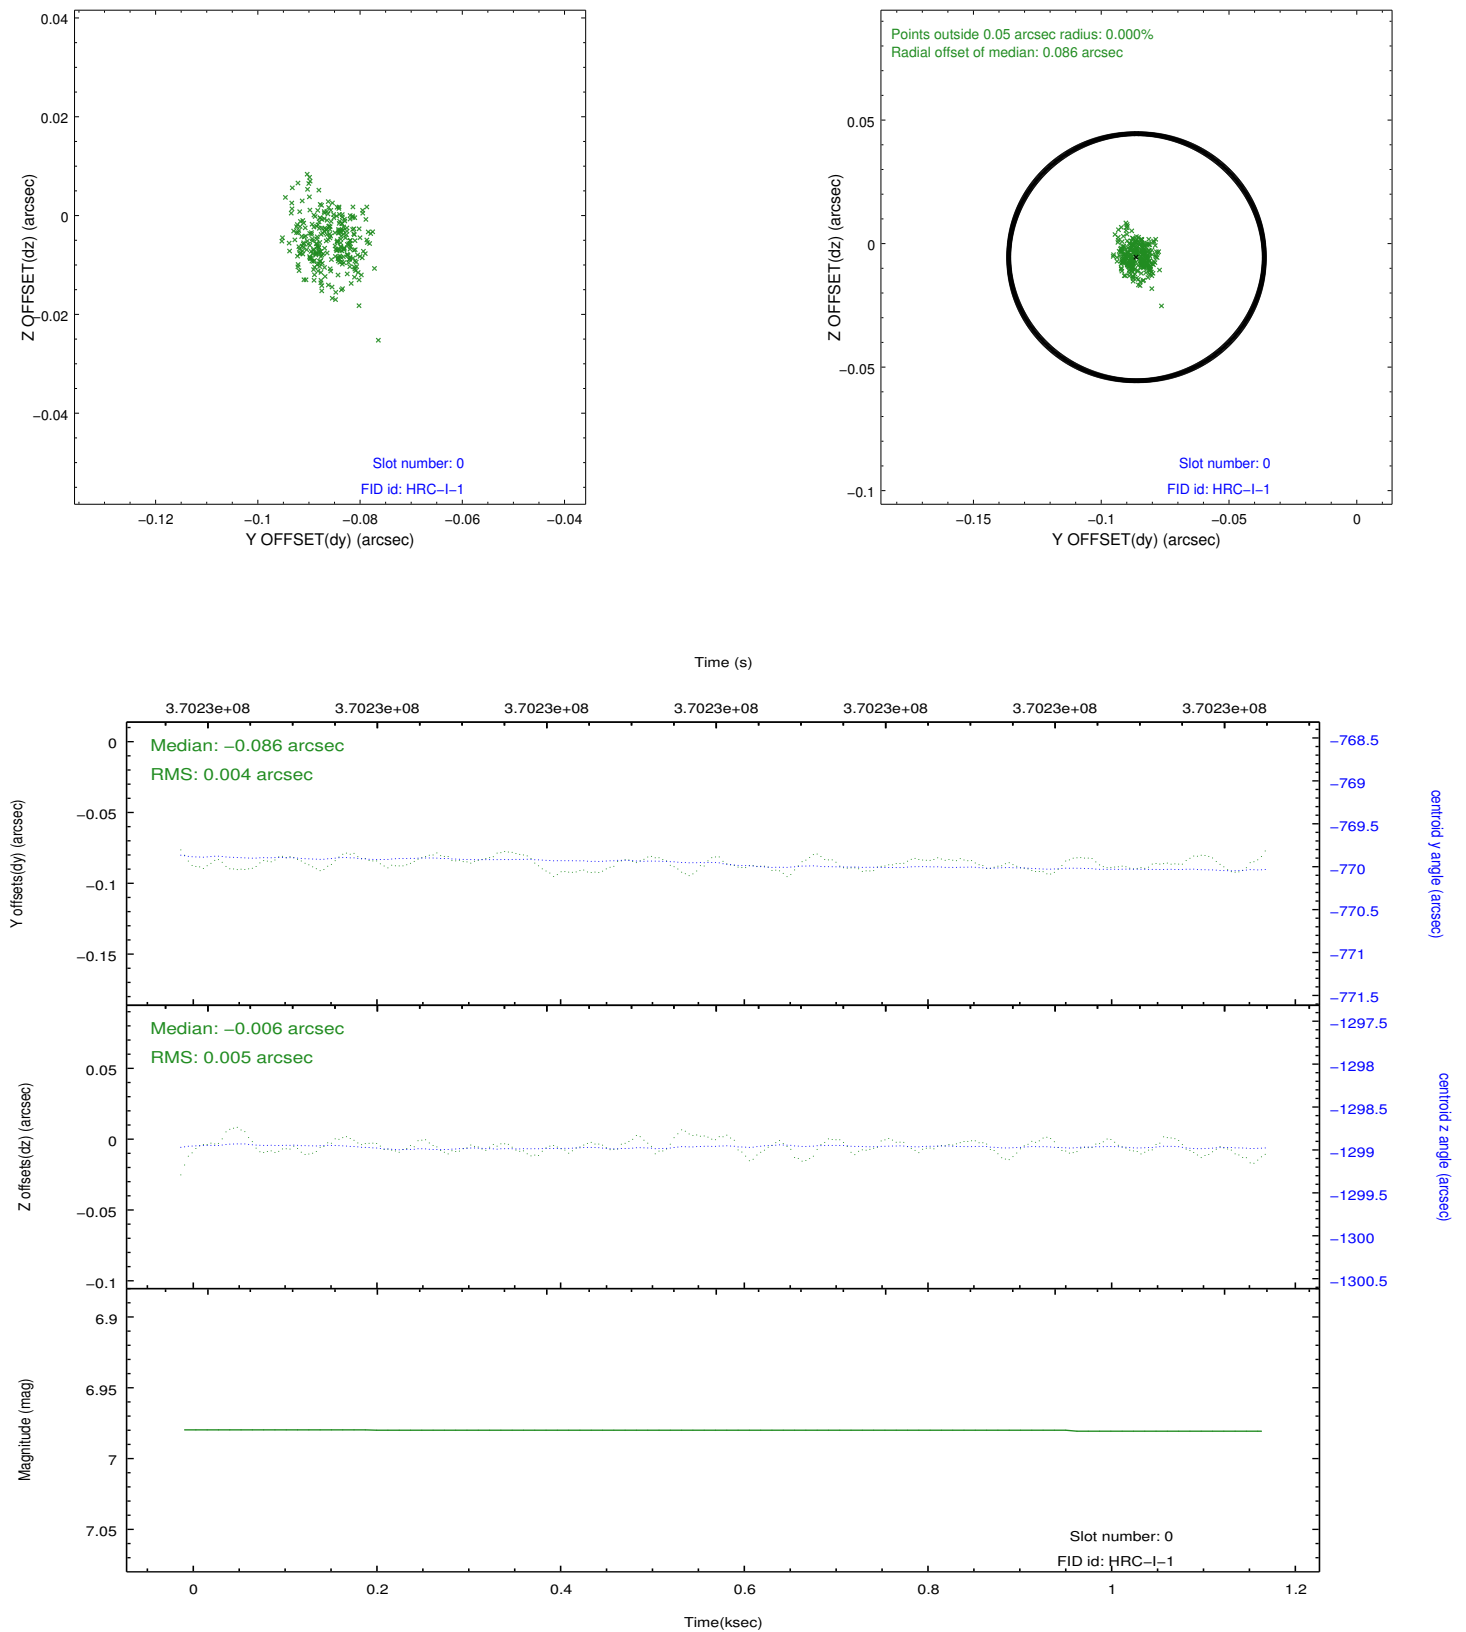 0.04
0.02
0
−0.02
−0.04
Z OFFSET(dz) (arcsec)
Slot number: 0
FID id: HRC−I−1
−0.12
−0.1
−0.08
−0.06
−0.04
Y OFFSET(dy) (arcsec)
Points outside 0.05 arcsec radius: 0.000%
Radial offset of median: 0.086 arcsec
0.05
0
−0.05
−0.1
Z OFFSET(dz) (arcsec)
Slot number: 0
FID id: HRC−I−1
−0.15
−0.1
−0.05
0
Y OFFSET(dy) (arcsec)
Time (s)
3.7023e+08
3.7023e+08
3.7023e+08
3.7023e+08
3.7023e+08
3.7023e+08
3.7023e+08
Median: −0.086 arcsec
RMS: 0.004 arcsec
0
−0.05
−0.1
−0.15
Y offsets(dy) (arcsec)
−768.5
−769
−769.5
−770
−770.5
−771
−771.5
centroid y angle (arcsec)
Median: −0.006 arcsec
RMS: 0.005 arcsec
0.05
0
−0.05
−0.1
Z offsets(dz) (arcsec)
−1297.5
−1298
−1298.5
−1299
−1299.5
−1300
−1300.5
centroid z angle (arcsec)
6.9
6.95
7
7.05
Magnitude (mag)
Slot number: 0
FID id: HRC−I−1
0
0.2
0.4
0.6
0.8
1
1.2
Time(ksec)